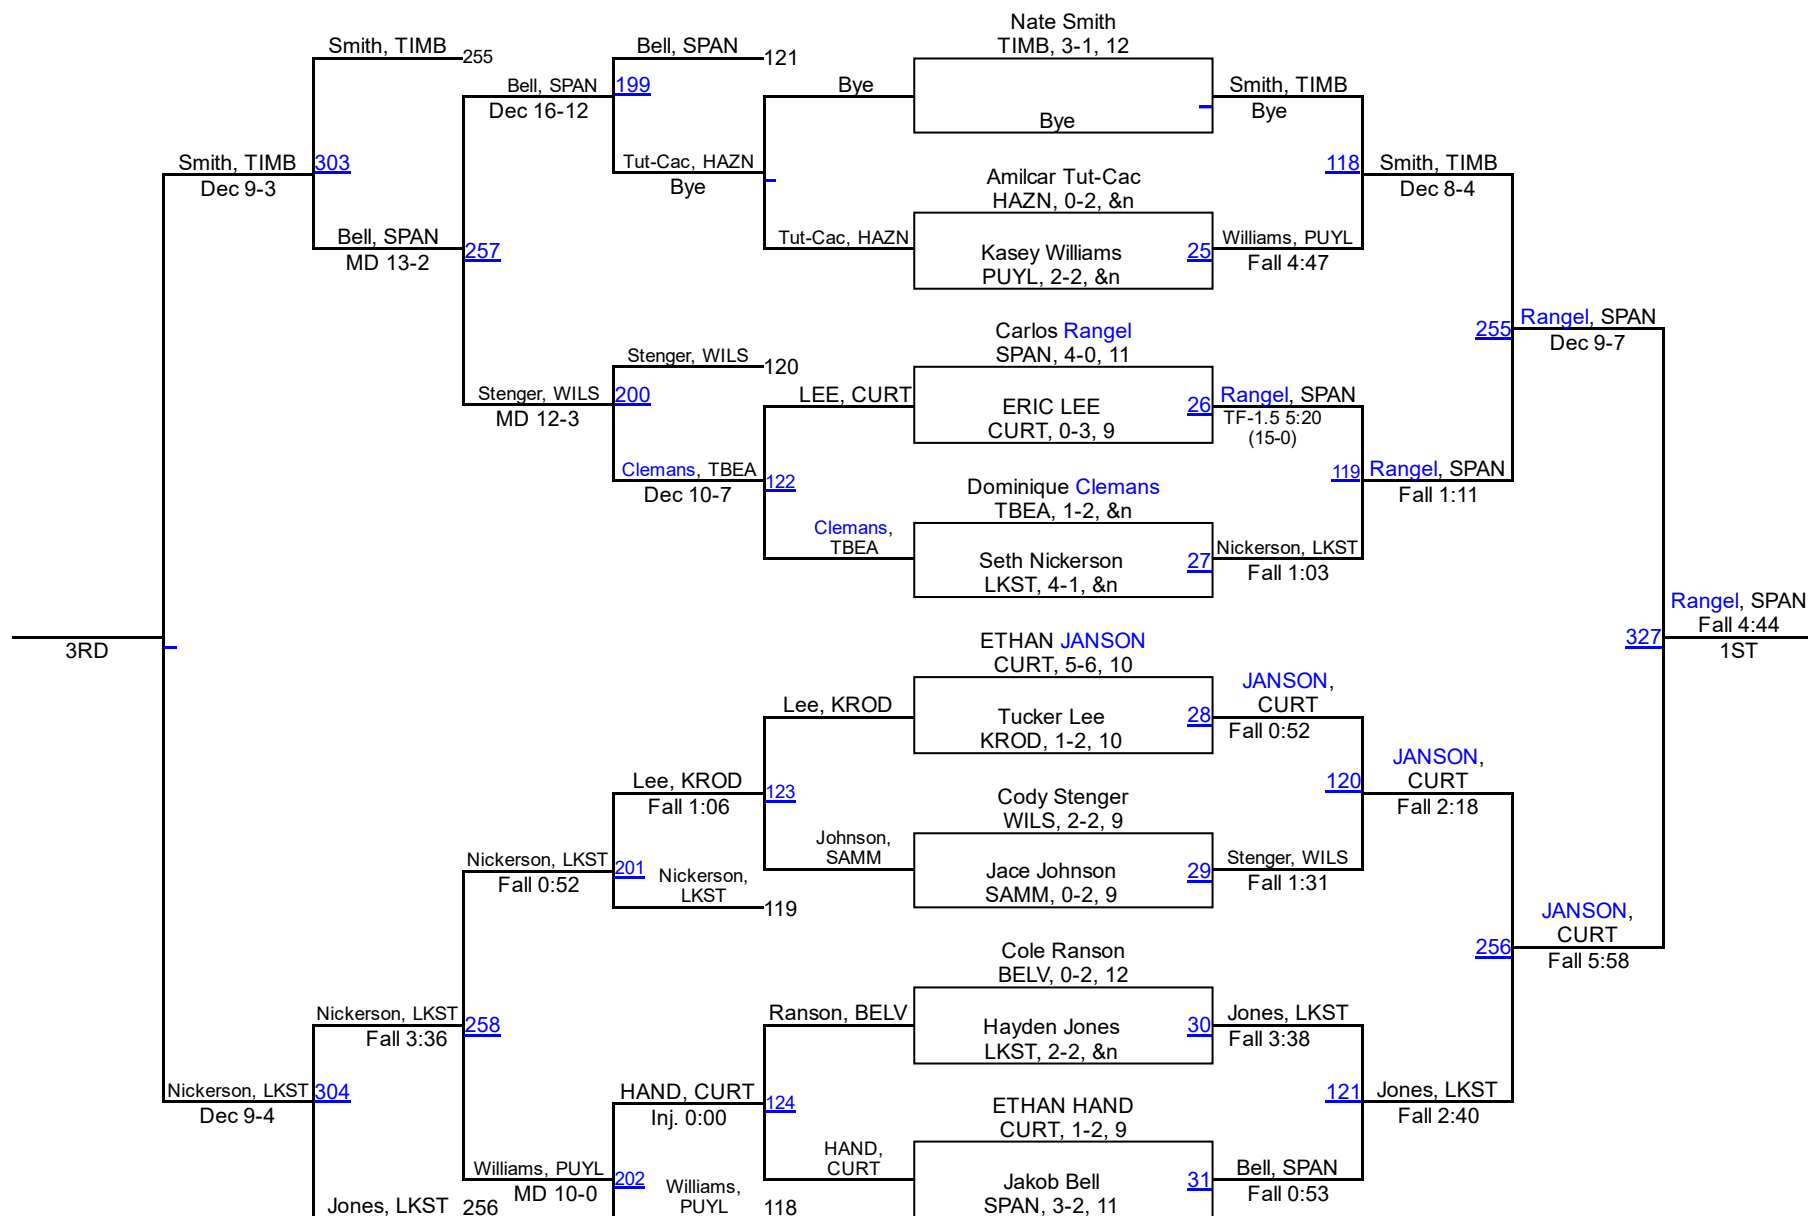 Nate Smith
TIMB, 3-1, 12
Smith, TIMB
255
Bell, SPAN
121
Bell, SPAN
Dec 16-12
199
Bye
Bye
Smith, TIMB
Bye
Smith, TIMB
Dec 9-3
303
Tut-Cac, HAZN
Bye
Amilcar Tut-Cac
HAZN, 0-2, &n
118
Smith, TIMB
Dec 8-4
Bell, SPAN
MD 13-2
257
Tut-Cac, HAZN
Kasey Williams
PUYL, 2-2, &n
25
Williams, PUYL
Fall 4:47
Carlos Rangel
SPAN, 4-0, 11
255
Rangel, SPAN
Dec 9-7
Stenger, WILS
120
Stenger, WILS
MD 12-3
200
LEE, CURT
ERIC LEE
CURT, 0-3, 9
26
Rangel, SPAN
TF-1.5 5:20
(15-0)
Clemans, TBEA
Dec 10-7
122
Dominique Clemans
TBEA, 1-2, &n
119
Rangel, SPAN
Fall 1:11
Clemans,
TBEA
Seth Nickerson
LKST, 4-1, &n
27
Nickerson, LKST
Fall 1:03
Rangel, SPAN
Fall 4:44
3RD
327
1ST
ETHAN JANSON
CURT, 5-6, 10
Lee, KROD
Tucker Lee
KROD, 1-2, 10
28
JANSON,
CURT
Fall 0:52
Lee, KROD
Fall 1:06
123
Cody Stenger
WILS, 2-2, 9
120
JANSON,
CURT
Fall 2:18
Johnson,
SAMM
Jace Johnson
SAMM, 0-2, 9
29
Stenger, WILS
Fall 1:31
Nickerson, LKST
Fall 0:52
201
Nickerson,
LKST
119
Cole Ranson
BELV, 0-2, 12
256
JANSON,
CURT
Fall 5:58
Nickerson, LKST
Fall 3:36
258
Ranson, BELV
Hayden Jones
LKST, 2-2, &n
30
Jones, LKST
Fall 3:38
Nickerson, LKST
Dec 9-4
304
HAND, CURT
Inj. 0:00
124
ETHAN HAND
CURT, 1-2, 9
121
Jones, LKST
Fall 2:40
HAND,
CURT
Jakob Bell
SPAN, 3-2, 11
31
Bell, SPAN
Fall 0:53
Williams, PUYL
MD 10-0
202
Williams,
PUYL
118
Jones, LKST
256